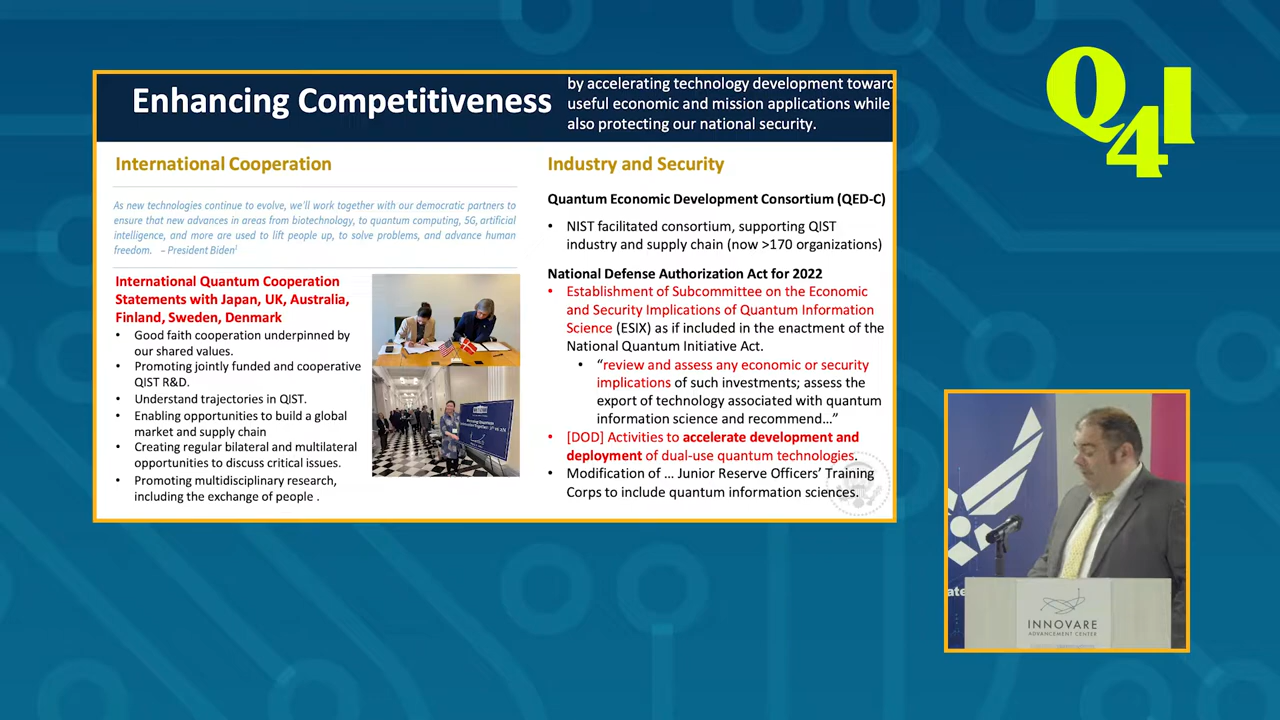 Enhancing Competitiveness
by accelerating technology development toward
useful economic and mission applications while
also protecting our national security.
Q4I
International Cooperation
As new technologies continue to evolve, we'll work together with our democratic partners to
ensure that new advances in areas from biotechnology, to quantum computing, 5G, artificial
intelligence, and more are used to lift people up, to solve problems, and advance human
freedom. – President Biden¹
International Quantum Cooperation
Statements with Japan, UK, Australia,
Finland, Sweden, Denmark
• Good faith cooperation underpinned by
our shared values.
• Promoting jointly funded and cooperative
QIST R&D.
• Understand trajectories in QIST.
• Enabling opportunities to build a global
market and supply chain
• Creating regular bilateral and multilateral
opportunities to discuss critical issues.
• Promoting multidisciplinary research,
including the exchange of people .
Industry and Security
Quantum Economic Development Consortium (QED-C)
• NIST facilitated consortium, supporting QIST
industry and supply chain (now >170 organizations)
National Defense Authorization Act for 2022
• Establishment of Subcommittee on the Economic
and Security Implications of Quantum Information
Science (ESIX) as if included in the enactment of the
National Quantum Initiative Act.
• “review and assess any economic or security
implications of such investments; assess the
export of technology associated with quantum
information science and recommend…”
• [DOD] Activities to accelerate development and
deployment of dual-use quantum technologies.
• Modification of … Junior Reserve Officers’ Training
Corps to include quantum information sciences.
INNOVARE
ADVANCEMENT CENTER